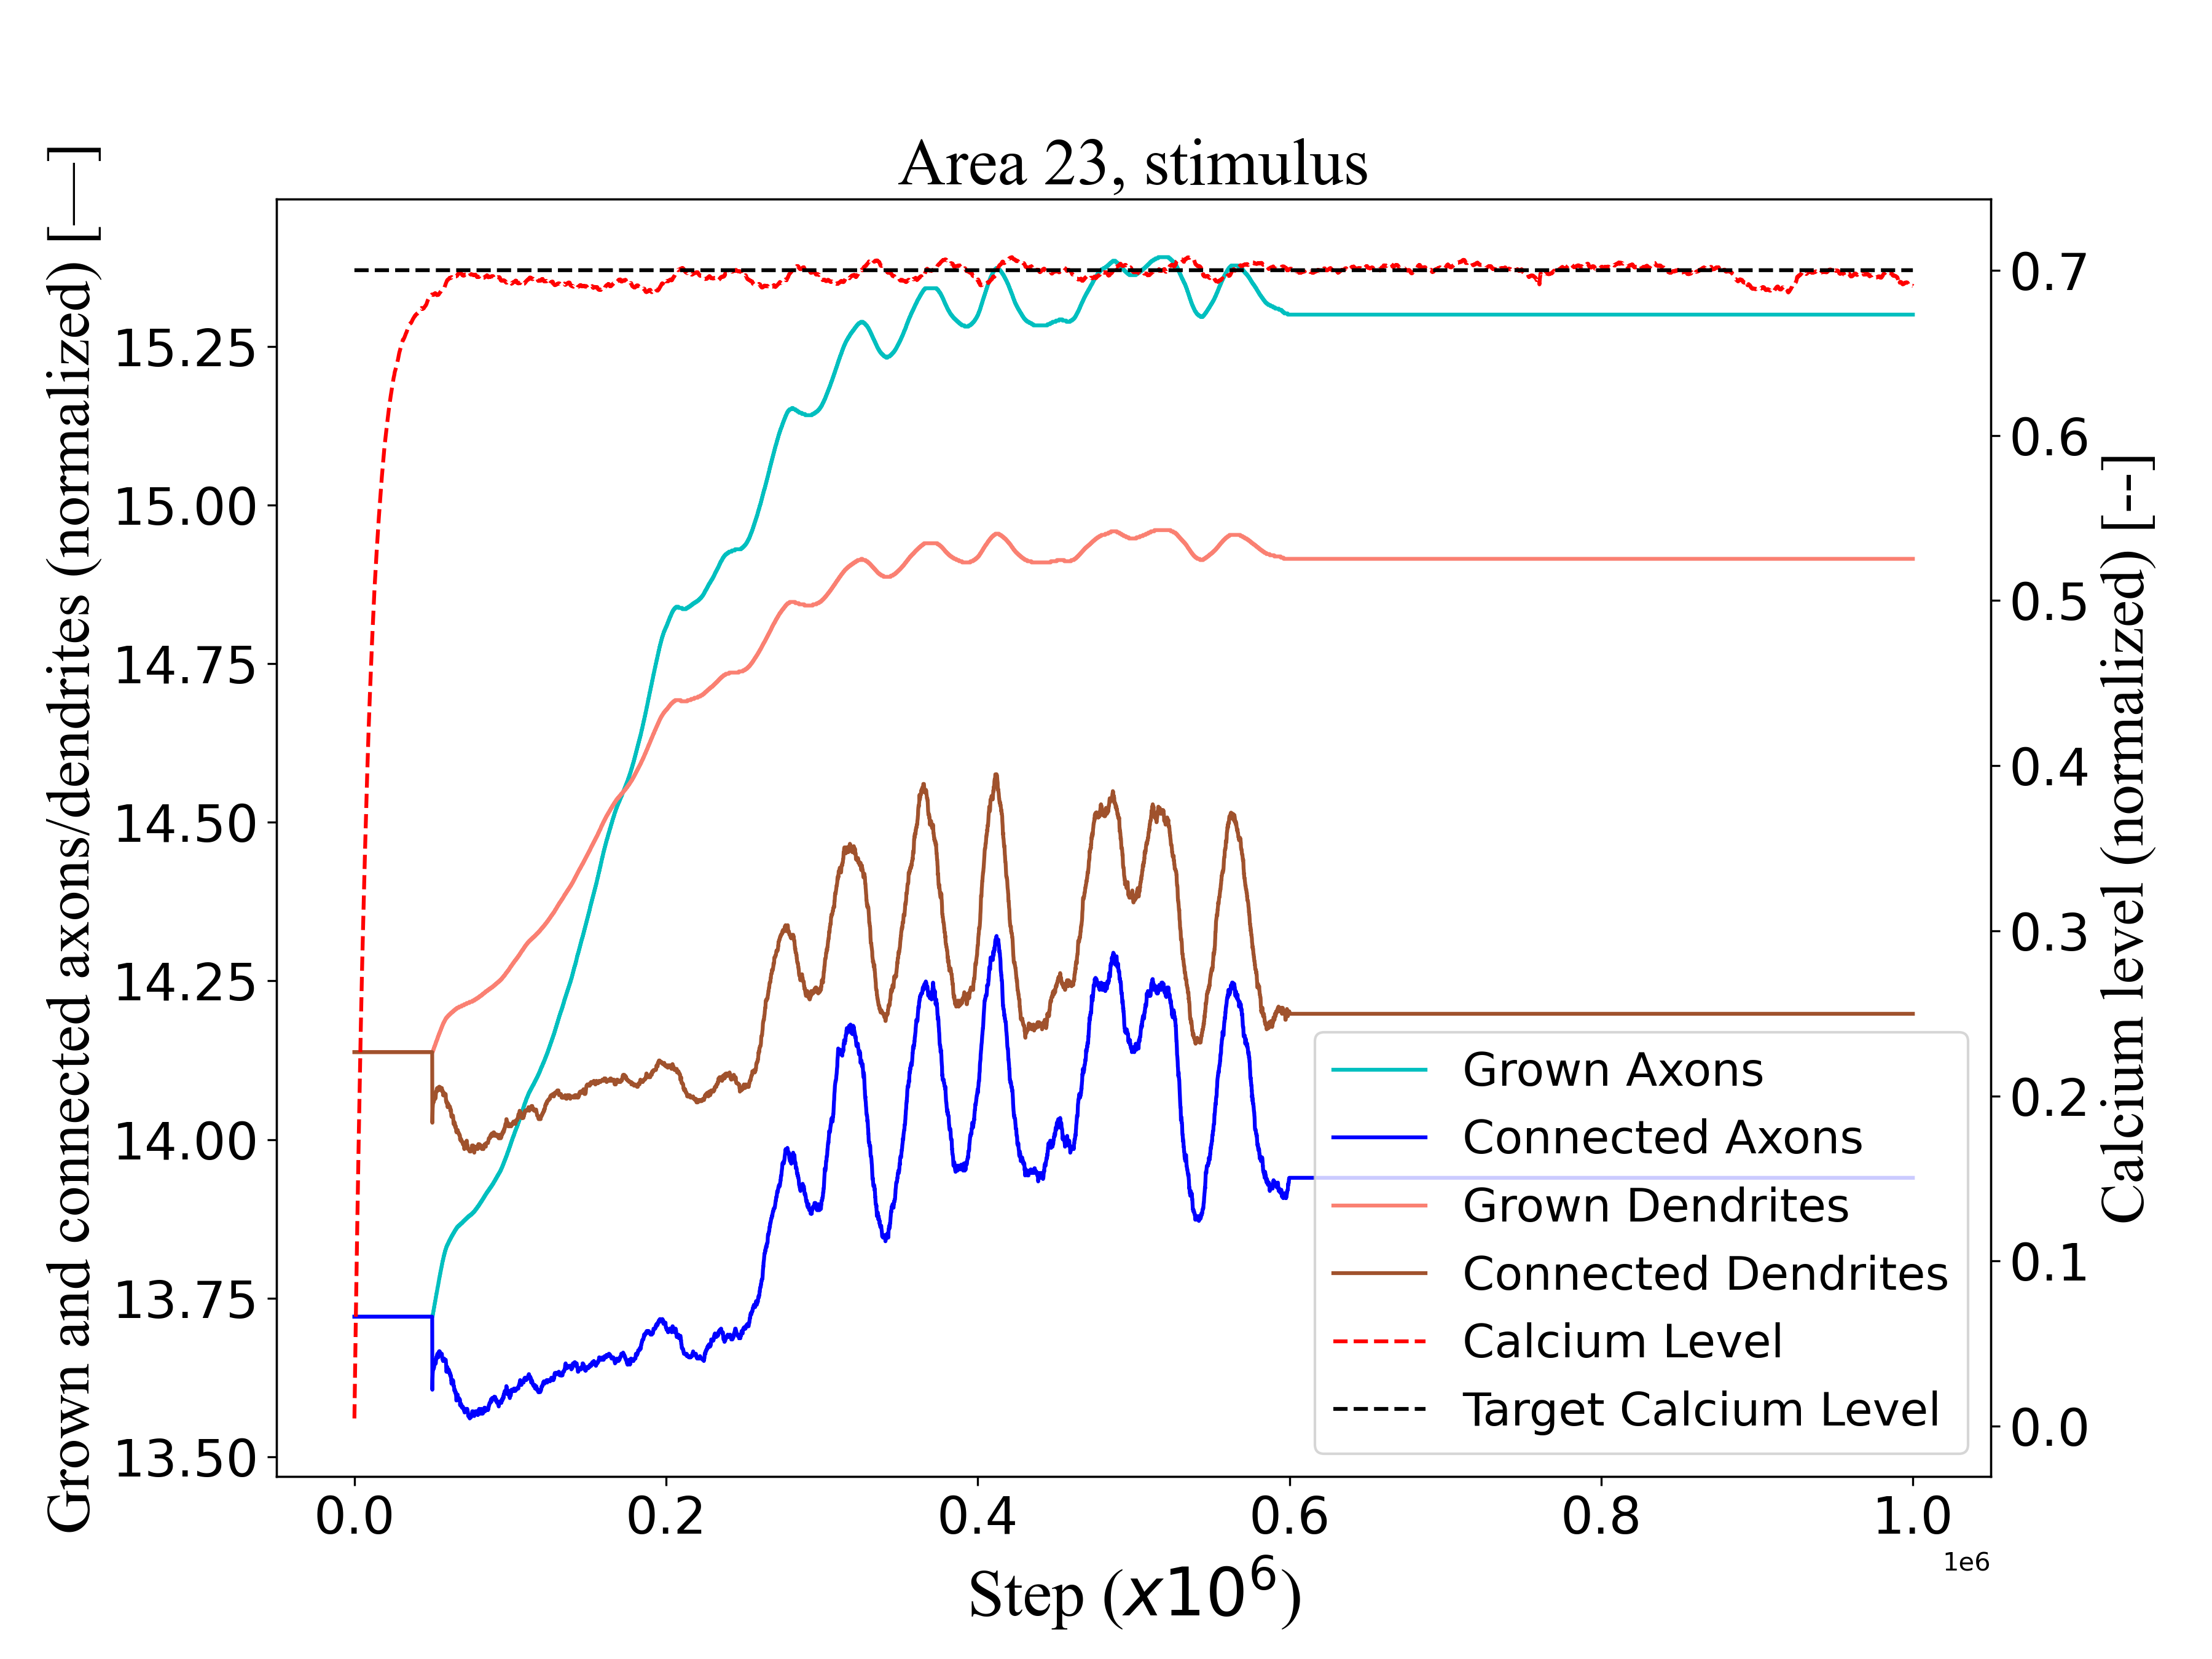 Area 23, stimulus
Grown and connected axons/dendrites (normalized) [—]
15.25
15.00
14.75
14.50
14.25
14.00
13.75
13.50
0.7
0.6
0.5
0.4
0.3
0.2
0.1
0.0
Calcium level (normalized) [--]
Grown Axons
Connected Axons
Grown Dendrites
Connected Dendrites
Calcium Level
Target Calcium Level
0.0 0.2 0.4 0.6 0.8 1.0
1e6
Step (x10⁶)